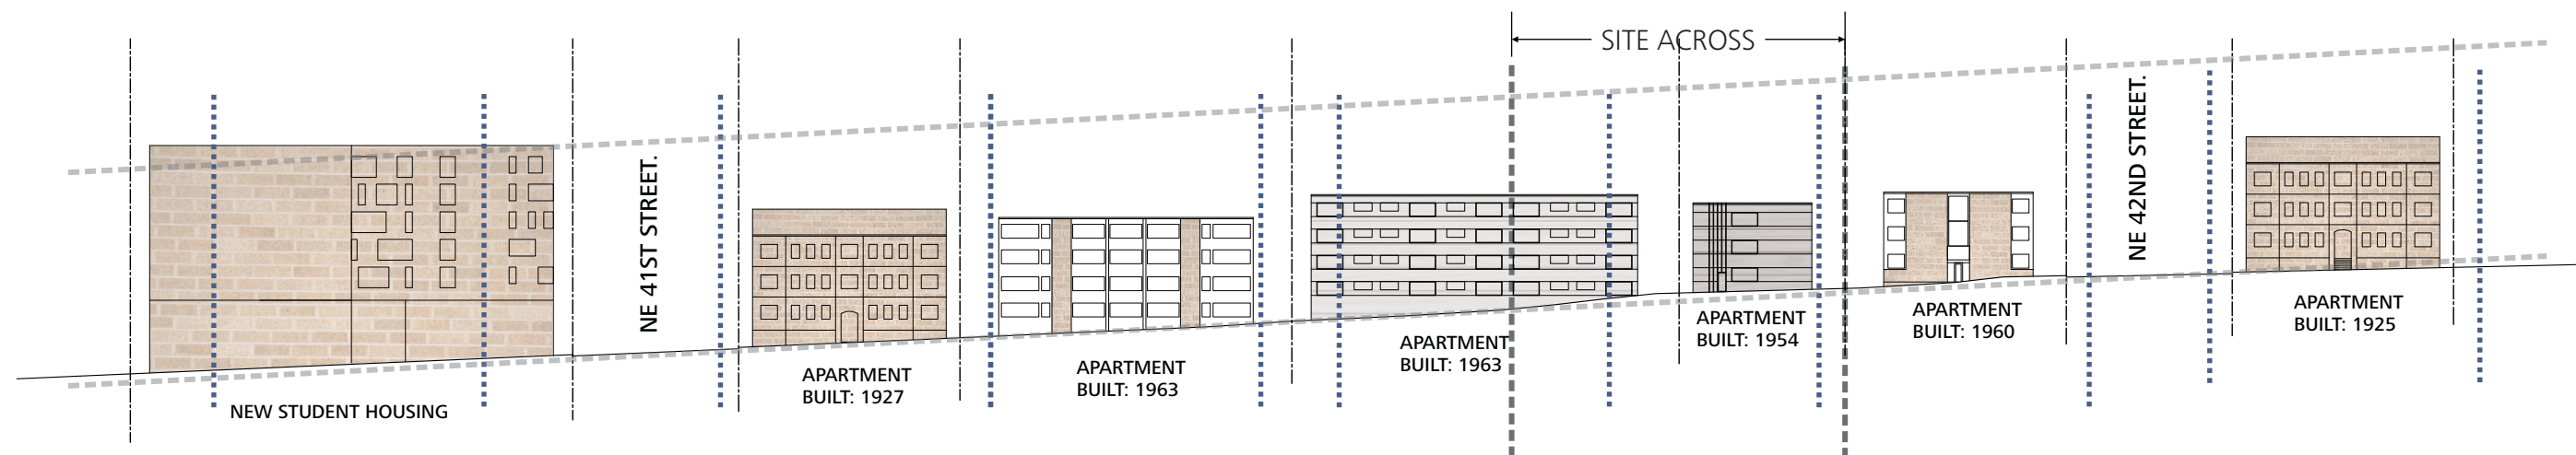 SITE ACROSS
NE 41ST STREET.
NE 42ND STREET.
NEW STUDENT HOUSING
APARTMENT
BUILT: 1927
APARTMENT
BUILT: 1963
APARTMENT
BUILT: 1963
APARTMENT
BUILT: 1954
APARTMENT
BUILT: 1960
APARTMENT
BUILT: 1925